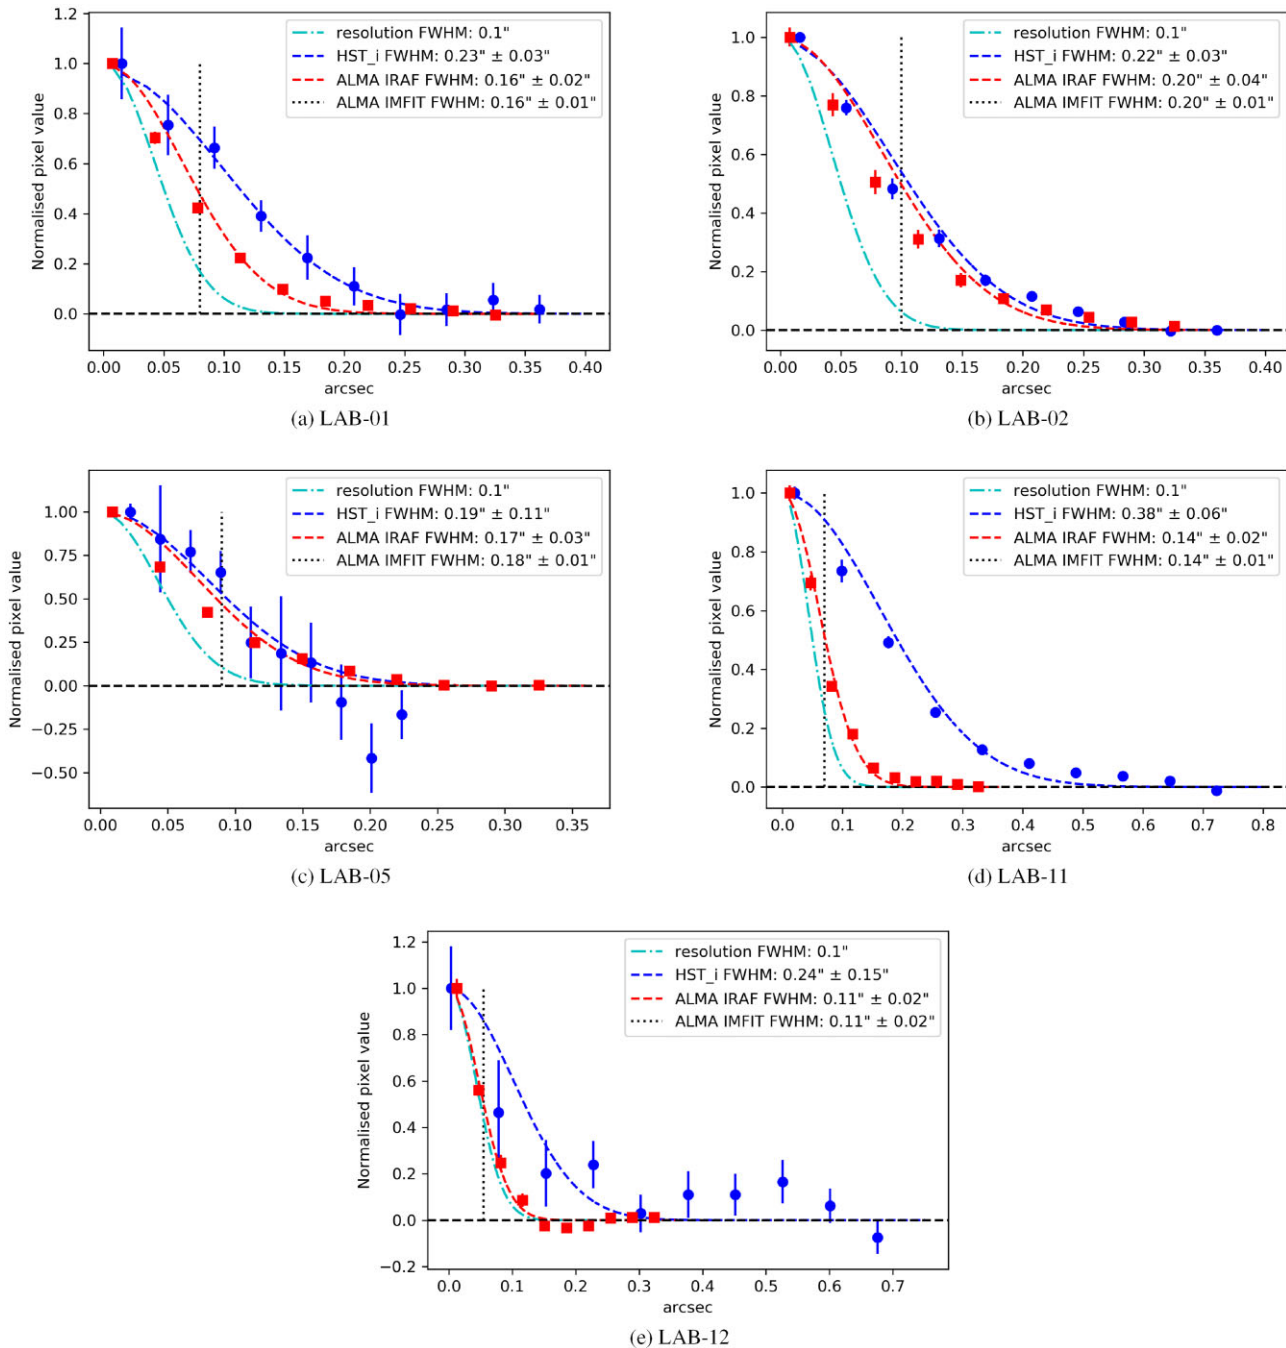 1.2
1.0
0.8
0.6
0.4
0.2
0.0
Normalised pixel value
resolution FWHM: 0.1"
HST_i FWHM: 0.23" ± 0.03"
ALMA IRAF FWHM: 0.16" ± 0.02"
ALMA IMFIT FWHM: 0.16" ± 0.01"
0.00 0.05 0.10 0.15 0.20 0.25 0.30 0.35 0.40
arcsec
(a) LAB-01
1.0
0.8
0.6
0.4
0.2
0.0
Normalised pixel value
resolution FWHM: 0.1"
HST_i FWHM: 0.22" ± 0.03"
ALMA IRAF FWHM: 0.20" ± 0.04"
ALMA IMFIT FWHM: 0.20" ± 0.01"
0.00 0.05 0.10 0.15 0.20 0.25 0.30 0.35 0.40
arcsec
(b) LAB-02
1.00
0.75
0.50
0.25
0.00
−0.25
−0.50
Normalised pixel value
resolution FWHM: 0.1"
HST_i FWHM: 0.19" ± 0.11"
ALMA IRAF FWHM: 0.17" ± 0.03"
ALMA IMFIT FWHM: 0.18" ± 0.01"
0.00 0.05 0.10 0.15 0.20 0.25 0.30 0.35
arcsec
(c) LAB-05
1.0
0.8
0.6
0.4
0.2
0.0
Normalised pixel value
resolution FWHM: 0.1"
HST_i FWHM: 0.38" ± 0.06"
ALMA IRAF FWHM: 0.14" ± 0.02"
ALMA IMFIT FWHM: 0.14" ± 0.01"
0.0 0.1 0.2 0.3 0.4 0.5 0.6 0.7 0.8
arcsec
(d) LAB-11
1.2
1.0
0.8
0.6
0.4
0.2
0.0
−0.2
Normalised pixel value
resolution FWHM: 0.1"
HST_i FWHM: 0.24" ± 0.15"
ALMA IRAF FWHM: 0.11" ± 0.02"
ALMA IMFIT FWHM: 0.11" ± 0.02"
0.0 0.1 0.2 0.3 0.4 0.5 0.6 0.7
arcsec
(e) LAB-12